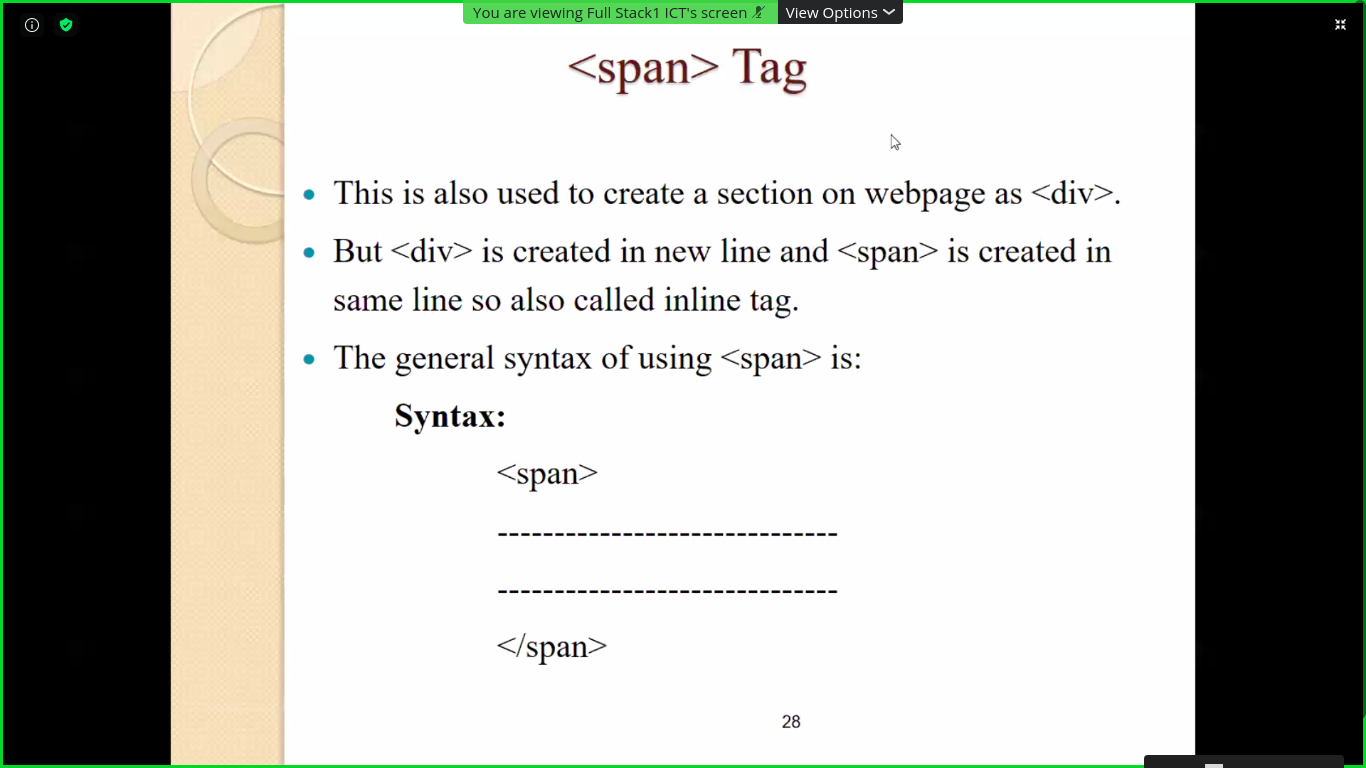 You are viewing Full Stack1 ICT's screen
View Options
<span> Tag
This is also used to create a section on webpage as <div>.
But <div> is created in new line and <span> is created in
same line so also called inline tag.
The general syntax of using <span> is:
Syntax:
<span>
------------------------------
------------------------------
</span>
28